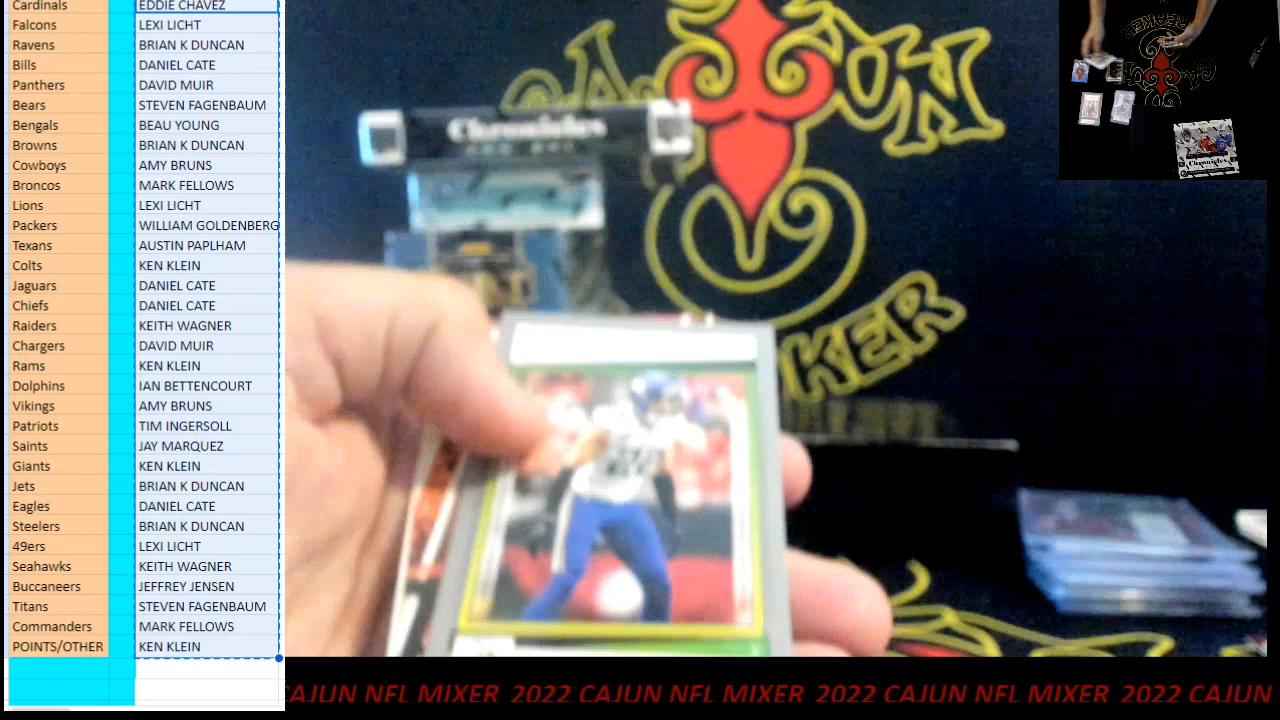 Cardinals EDDIE CHAVEZ
Falcons LEXI LICHT
Ravens BRIAN K DUNCAN
Bills DANIEL CATE
Panthers DAVID MUIR
Bears STEVEN FAGENBAUM
Bengals BEAU YOUNG
Browns BRIAN K DUNCAN
Cowboys AMY BRUNS
Broncos MARK FELLOWS
Lions LEXI LICHT
Packers WILLIAM GOLDENBERG
Texans AUSTIN PAPLHAM
Colts KEN KLEIN
Jaguars DANIEL CATE
Chiefs DANIEL CATE
Raiders KEITH WAGNER
Chargers DAVID MUIR
Rams KEN KLEIN
Dolphins IAN BETTENCOURT
Vikings AMY BRUNS
Patriots TIM INGERSOLL
Saints JAY MARQUEZ
Giants KEN KLEIN
Jets BRIAN K DUNCAN
Eagles DANIEL CATE
Steelers BRIAN K DUNCAN
49ers LEXI LICHT
Seahawks KEITH WAGNER
Buccaneers JEFFREY JENSEN
Titans STEVEN FAGENBAUM
Commanders MARK FELLOWS
POINTS/OTHER KEN KLEIN
Chronicles
Chronicles
CAJUN NFL MIXER 2022 CAJUN NFL MIXER 2022 CAJUN NFL MIXER 2022 CAJUN